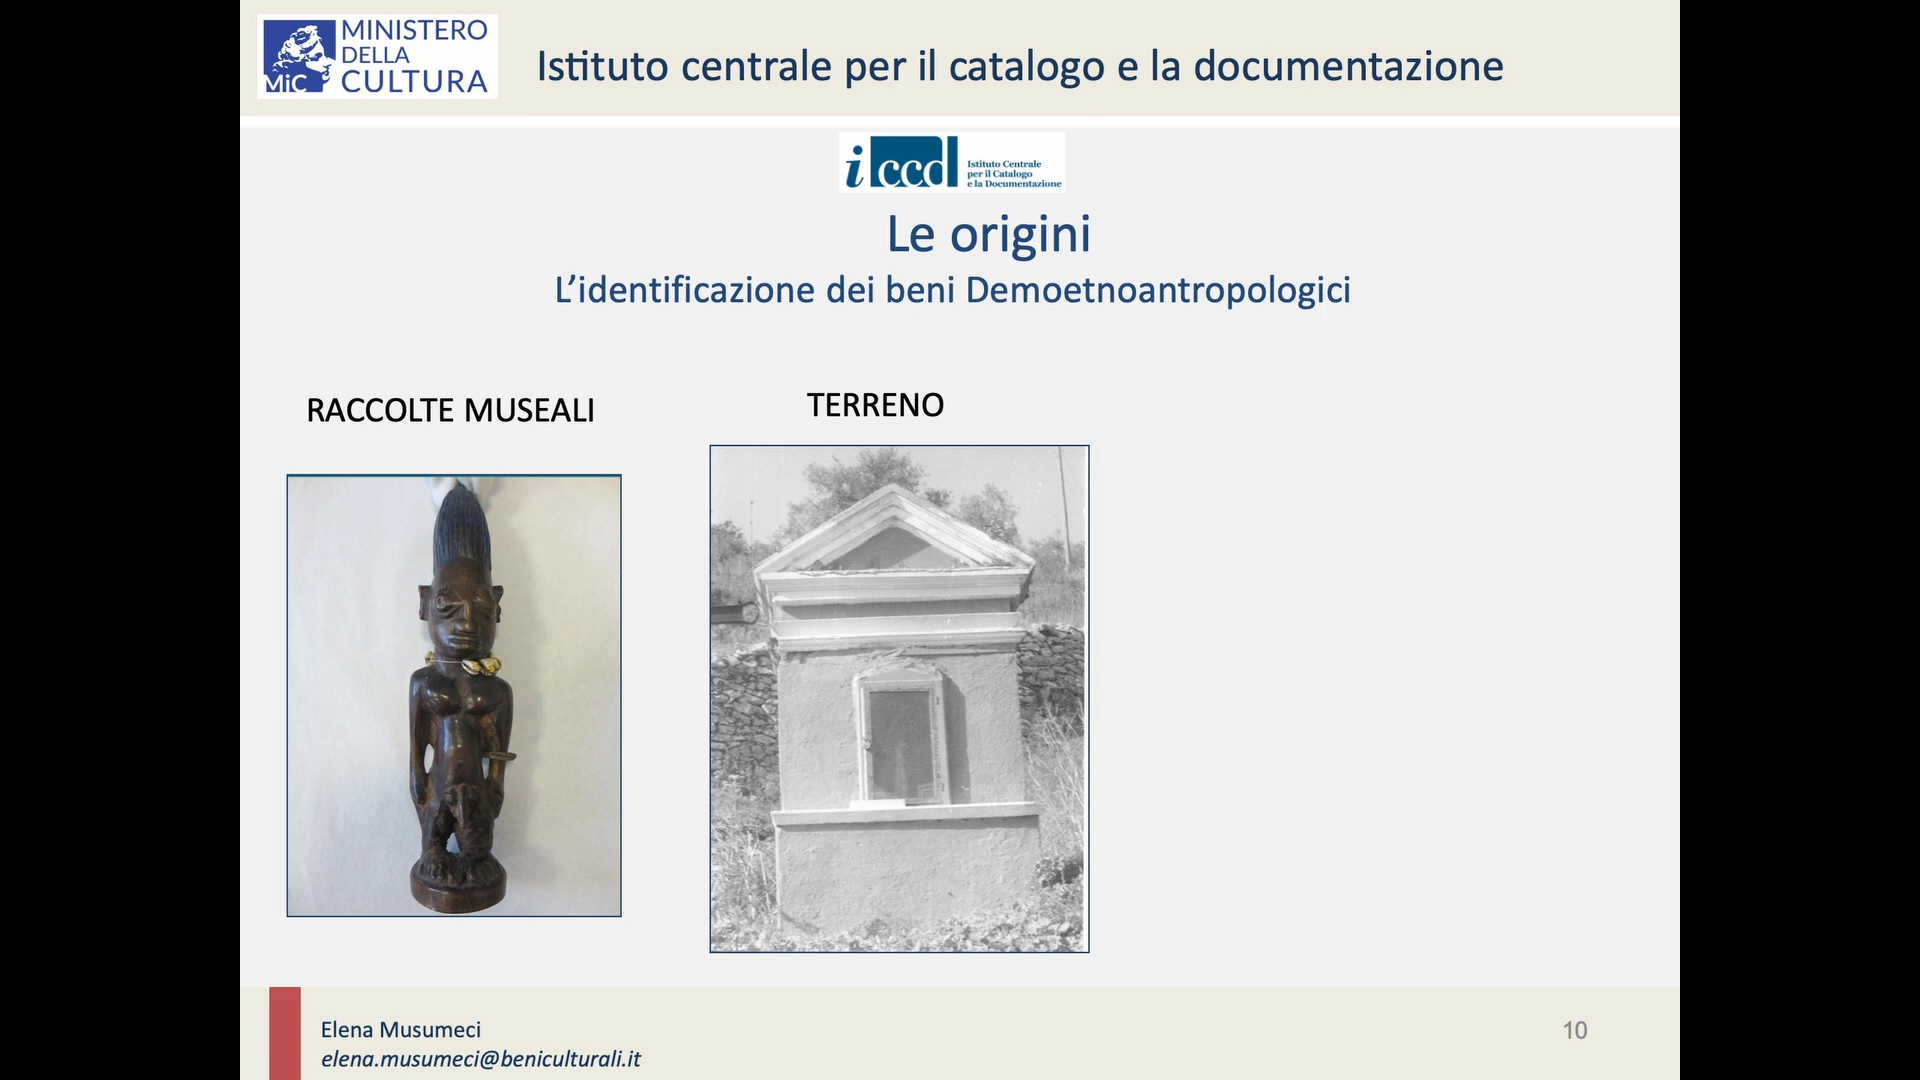 MINISTERO
DELLA
CULTURA
MiC
Istituto centrale per il catalogo e la documentazione
iccd
Istituto Centrale
per il Catalogo
e la Documentazione
Le origini
L’identificazione dei beni Demoetnoantropologici
RACCOLTE MUSEALI
TERRENO
Elena Musumeci
elena.musumeci@beniculturali.it
10